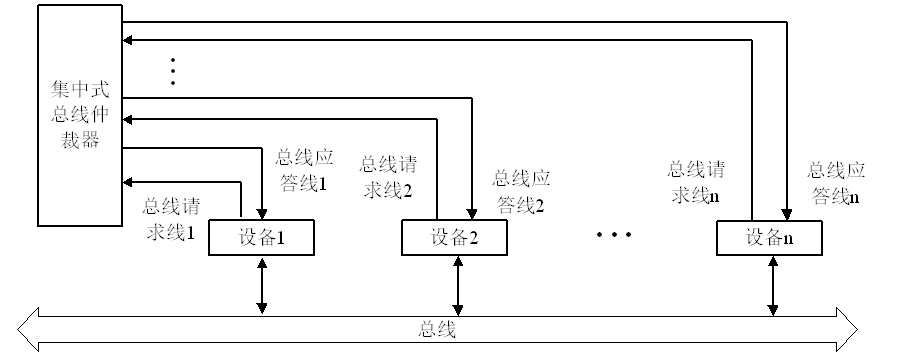 集中式
总线仲
裁器
总线请
求线1
总线应
答线1
总线请
求线2
总线应
答线2
总线请
求线n
总线应
答线n
设备1
设备2
设备n
总线